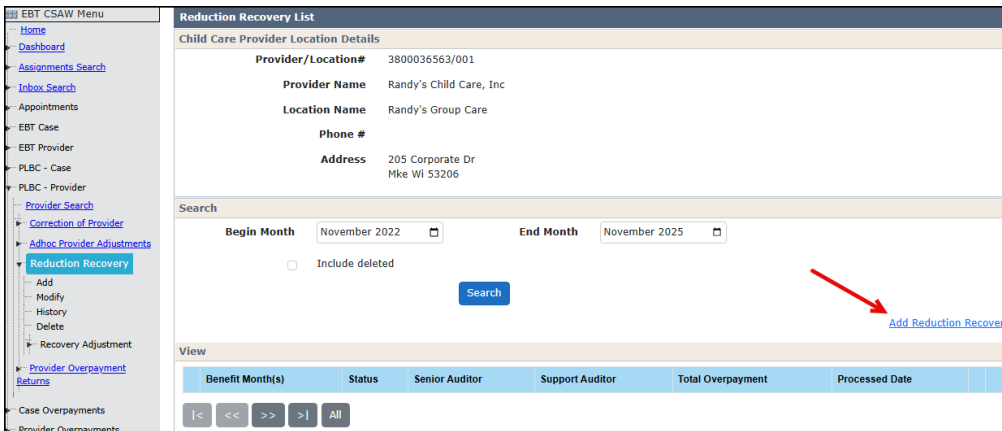 EBT CSAW Menu
Home
Dashboard
Assignments Search
Inbox Search
Appointments
EBT Case
EBT Provider
PLBC - Case
PLBC - Provider
Provider Search
Correction of Provider
Adhoc Provider Adjustments
Reduction Recovery
Add
Modify
History
Delete
Recovery Adjustment
Provider Overpayment
Returns
Case Overpayments
Provider Overpayments
Reduction Recovery List
Child Care Provider Location Details
Provider/Location# 3800036563/001
Provider Name Randy's Child Care, Inc
Location Name Randy's Group Care
Phone #
Address 205 Corporate Dr
Mke Wi 53206
Search
Begin Month November 2022 End Month November 2025
Include deleted
Search
Add Reduction Recover
View
Benefit Month(s) Status Senior Auditor Support Auditor Total Overpayment Processed Date
|< << >> >| All